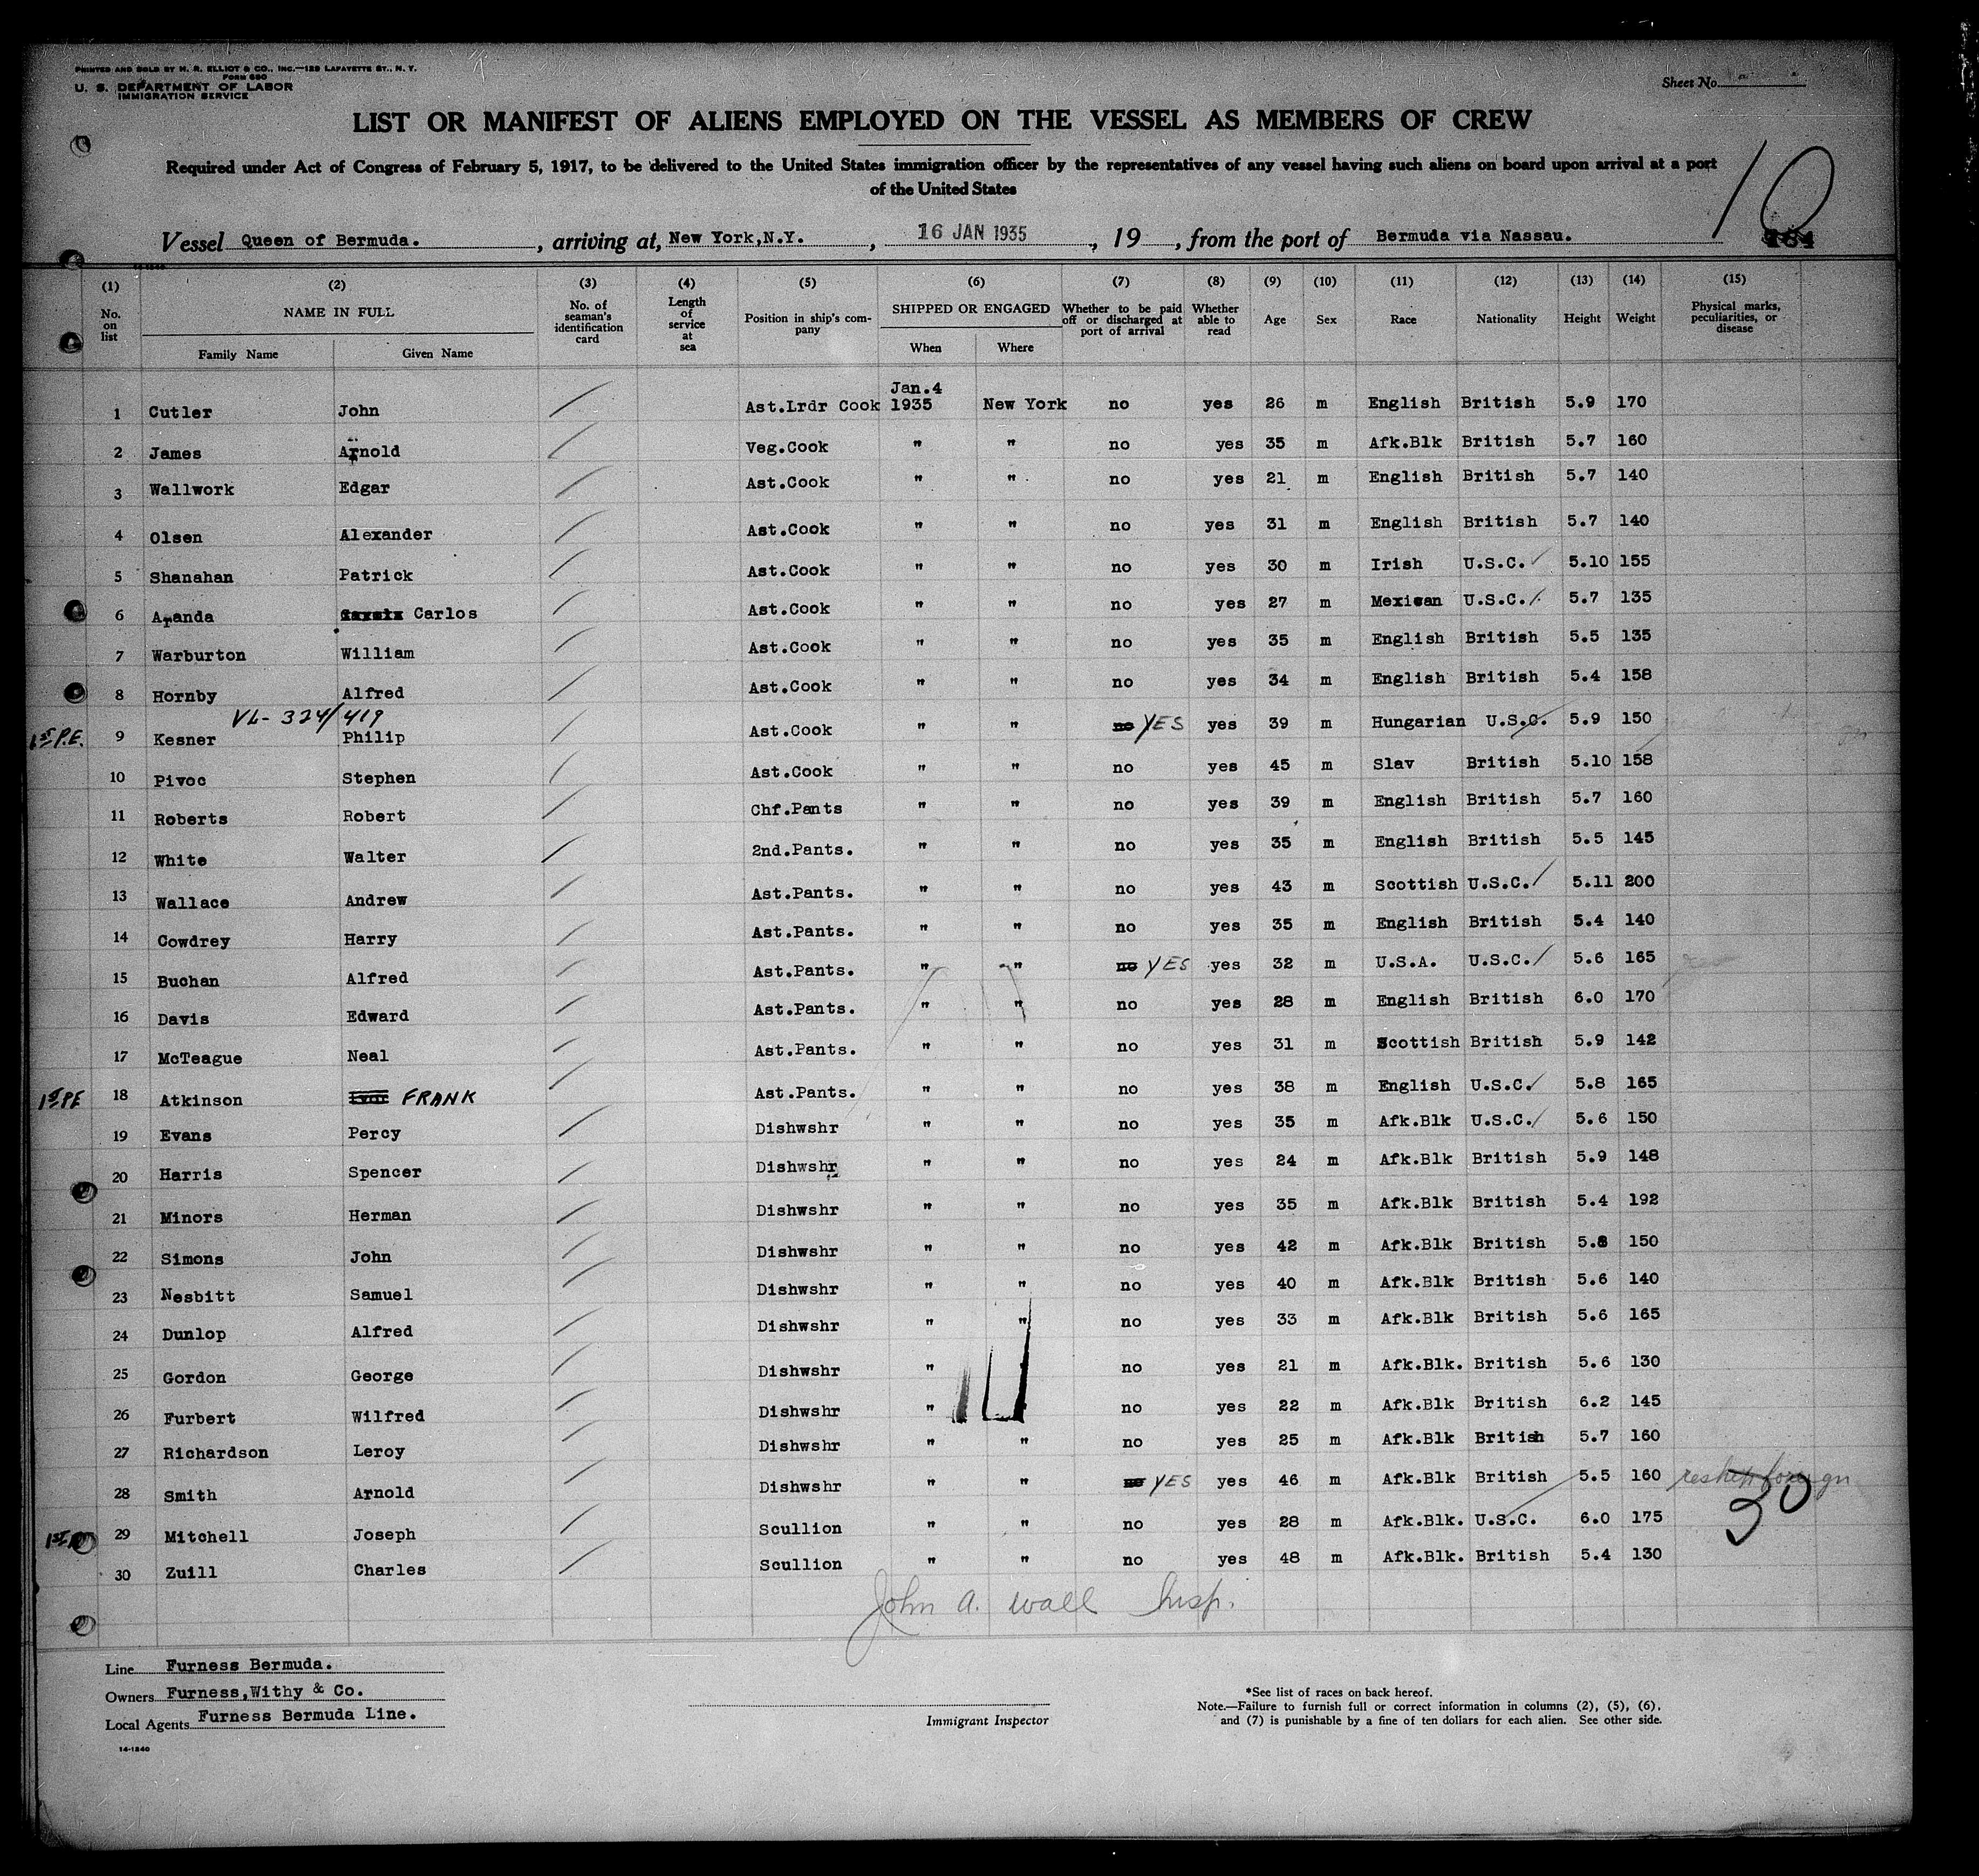 PRINTED AND SOLD BY H. R. ELLIOT & CO., INC.—129 LAFAYETTE ST., N. Y.
FORM 680
U. S. DEPARTMENT OF LABOR
IMMIGRATION SERVICE
Sheet No.
LIST OR MANIFEST OF ALIENS EMPLOYED ON THE VESSEL AS MEMBERS OF CREW
Required under Act of Congress of February 5, 1917, to be delivered to the United States immigration officer by the representatives of any vessel having such aliens on board upon arrival at a port
of the United States
10
Vessel Queen of Bermuda. , arriving at, New York,N.Y. , 16 JAN 1935 , 19 , from the port of Bermuda via Nassau.
(1) (2) (3) (4) (5) (6) (7) (8) (9) (10) (11) (12) (13) (14) (15)
No. on list NAME IN FULL Family Name Given Name No. of seaman's identification card Length of service at sea Position in ship's company SHIPPED OR ENGAGED When Where Whether to be paid off or discharged at port of arrival Whether able to read Age Sex Race Nationality Height Weight Physical marks, peculiarities, or disease
Jan.4
1 Cutler John Ast.Lrdr Cook 1935 New York no yes 26 m English British 5.9 170
2 James Arnold Veg.Cook " " no yes 35 m Afk.Blk British 5.7 160
3 Wallwork Edgar Ast.Cook " " no yes 21 m English British 5.7 140
4 Olsen Alexander Ast.Cook " " no yes 31 m English British 5.7 140
5 Shanahan Patrick Ast.Cook " " no yes 30 m Irish U.S.C. 5.10 155
6 Aranda Carlos Ast.Cook " " no yes 27 m Mexican U.S.C. 5.7 135
7 Warburton William Ast.Cook " " no yes 35 m English British 5.5 135
8 Hornby Alfred Ast.Cook " " no yes 34 m English British 5.4 158
VL- 324/419
1st P.E. 9 Kesner Philip Ast.Cook " " no YES yes 39 m Hungarian U.S.C. 5.9 150
10 Pivoc Stephen Ast.Cook " " no yes 45 m Slav British 5.10 158
11 Roberts Robert Chf.Pants " " no yes 39 m English British 5.7 160
12 White Walter 2nd.Pants. " " no yes 35 m English British 5.5 145
13 Wallace Andrew Ast.Pants. " " no yes 43 m Scottish U.S.C. 5.11 200
14 Cowdrey Harry Ast.Pants. " " no yes 35 m English British 5.4 140
15 Buchan Alfred Ast.Pants. " " no YES yes 32 m U.S.A. U.S.C. 5.6 165
16 Davis Edward Ast.Pants. " " no yes 28 m English British 6.0 170
17 McTeague Neal Ast.Pants. " " no yes 31 m Scottish British 5.9 142
1st PE 18 Atkinson FRANK Ast.Pants. " " no yes 38 m English U.S.C. 5.8 165
19 Evans Percy Dishwshr " " no yes 35 m Afk.Blk U.S.C. 5.6 150
20 Harris Spencer Dishwshr " " no yes 24 m Afk.Blk British 5.9 148
21 Minors Herman Dishwshr " " no yes 35 m Afk.Blk British 5.4 192
22 Simons John Dishwshr " " no yes 42 m Afk.Blk British 5.8 150
23 Nesbitt Samuel Dishwshr " " no yes 40 m Afk.Blk British 5.6 140
24 Dunlop Alfred Dishwshr " " no yes 33 m Afk.Blk British 5.6 165
25 Gordon George Dishwshr " " no yes 21 m Afk.Blk. British 5.6 130
26 Furbert Wilfred Dishwshr " " no yes 22 m Afk.Blk British 6.2 145
27 Richardson Leroy Dishwshr " " no yes 25 m Afk.Blk British 5.7 160
28 Smith Arnold Dishwshr " " no YES yes 46 m Afk.Blk British 5.5 160 reship foreign
30
1st 29 Mitchell Joseph Scullion " " no yes 28 m Afk.Blk. U.S.C. 6.0 175
30 Zuill Charles Scullion " " no yes 48 m Afk.Blk. British 5.4 130
John A. Wall Insp.
Line Furness Bermuda.
Owners Furness,Withy & Co.
Local Agents Furness Bermuda Line.
Immigrant Inspector
*See list of races on back hereof.
Note.—Failure to furnish full or correct information in columns (2), (5), (6),
and (7) is punishable by a fine of ten dollars for each alien. See other side.
14-1240